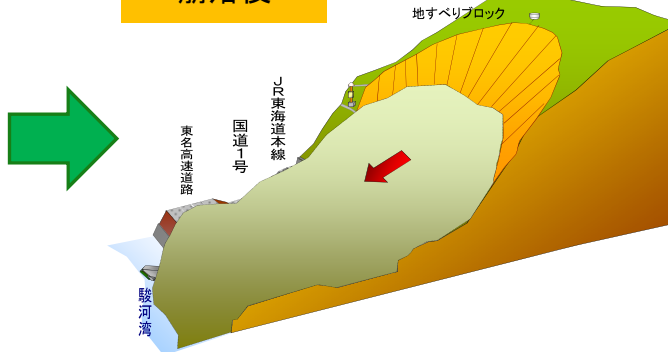 地すべりブロック
JR東海道本線
国道1号
東名高速道路
駿河湾